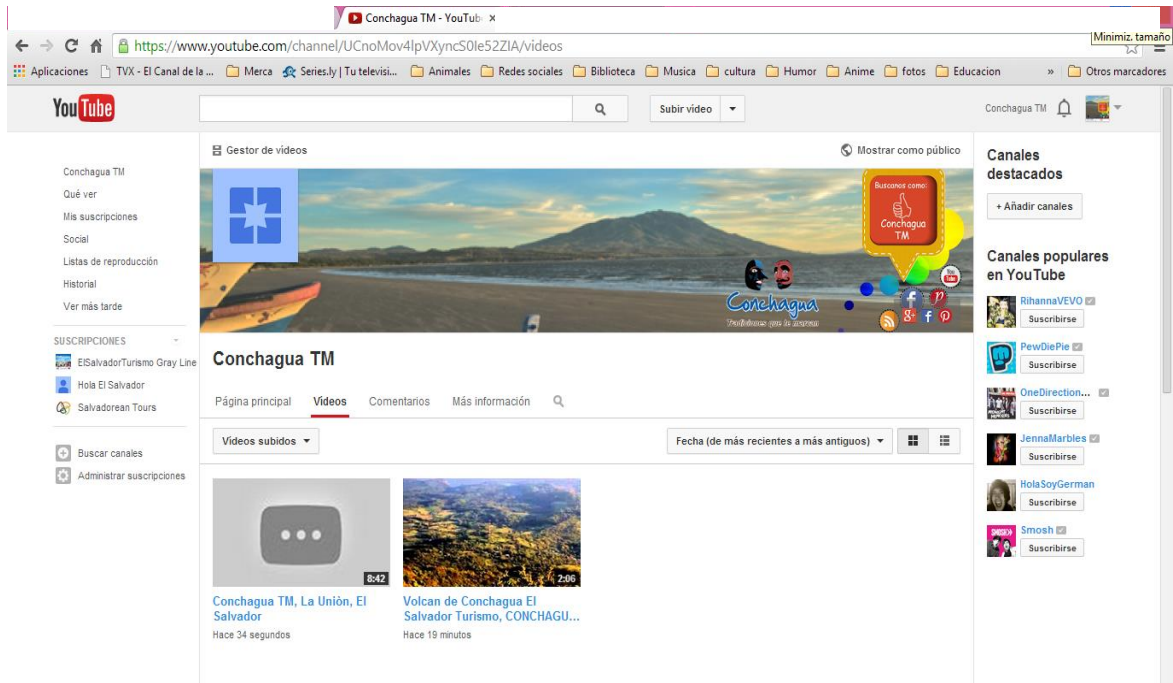 Conchagua TM - YouTub
Minimiz. tamaño
https://www.youtube.com/channel/UCnoMov4lpVXyncS0Ie52ZIA/videos
Aplicaciones TVX - El Canal de la ... Merca Series.ly | Tu televisi... Animales Redes sociales Biblioteca Musica cultura Humor Anime fotos Educacion » Otros marcadores
YouTube Subir vídeo Conchagua TM
Gestor de vídeos Mostrar como público
Conchagua TM
Qué ver
Mis suscripciones
Social
Listas de reproducción
Historial
Ver más tarde
SUSCRIPCIONES
ElSalvadorTurismo Gray Line
Hola El Salvador
Salvadorean Tours
Buscar canales
Administrar suscripciones
Buscanos como:
Conchagua
TM
You
Tube
Conchagua
Tradiciones que te marcan
Conchagua TM
Página principal Vídeos Comentarios Más información
Vídeos subidos Fecha (de más recientes a más antiguos)
8:42
Conchagua TM, La Uniòn, El
Salvador
Hace 34 segundos
2:06
Volcan de Conchagua El
Salvador Turismo, CONCHAGU...
Hace 19 minutos
Canales
destacados
+ Añadir canales
Canales populares
en YouTube
RihannaVEVO
Suscribirse
PewDiePie
Suscribirse
OneDirection...
Suscribirse
JennaMarbles
Suscribirse
HolaSoyGerman
Suscribirse
Smosh
Suscribirse